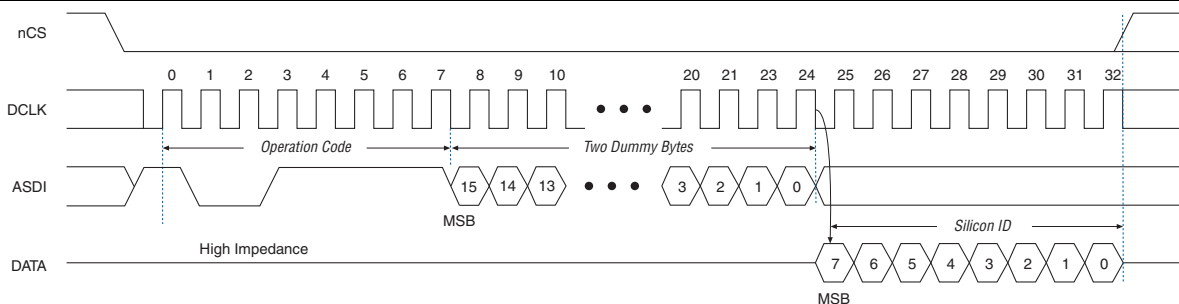 nCS
0 1 2 3 4 5 6 7 8 9 10 20 21 23 24 25 26 27 28 29 30 31 32
DCLK
Operation Code Two Dummy Bytes
ASDI 15 14 13 3 2 1 0
MSB
Silicon ID
High Impedance
DATA 7 6 5 4 3 2 1 0
MSB